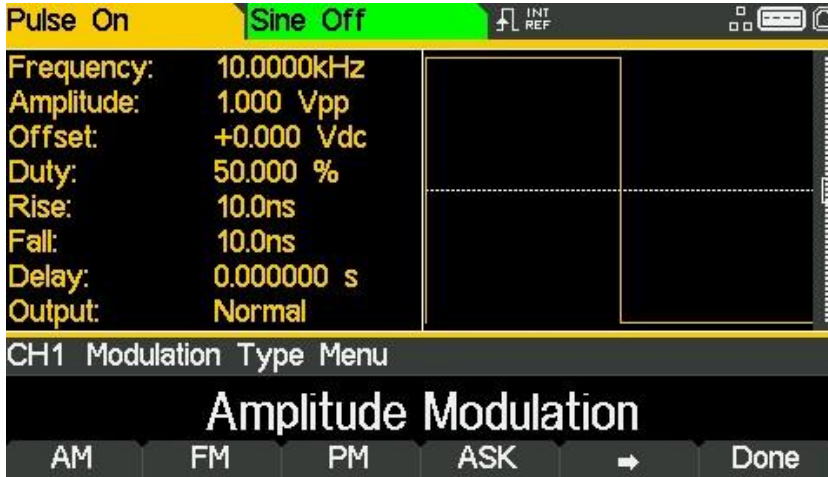 Pulse On Sine Off INT REF
Frequency: 10.0000kHz
Amplitude: 1.000 Vpp
Offset: +0.000 Vdc
Duty: 50.000 %
Rise: 10.0ns
Fall: 10.0ns
Delay: 0.000000 s
Output: Normal
CH1 Modulation Type Menu
Amplitude Modulation
AM FM PM ASK ➡ Done